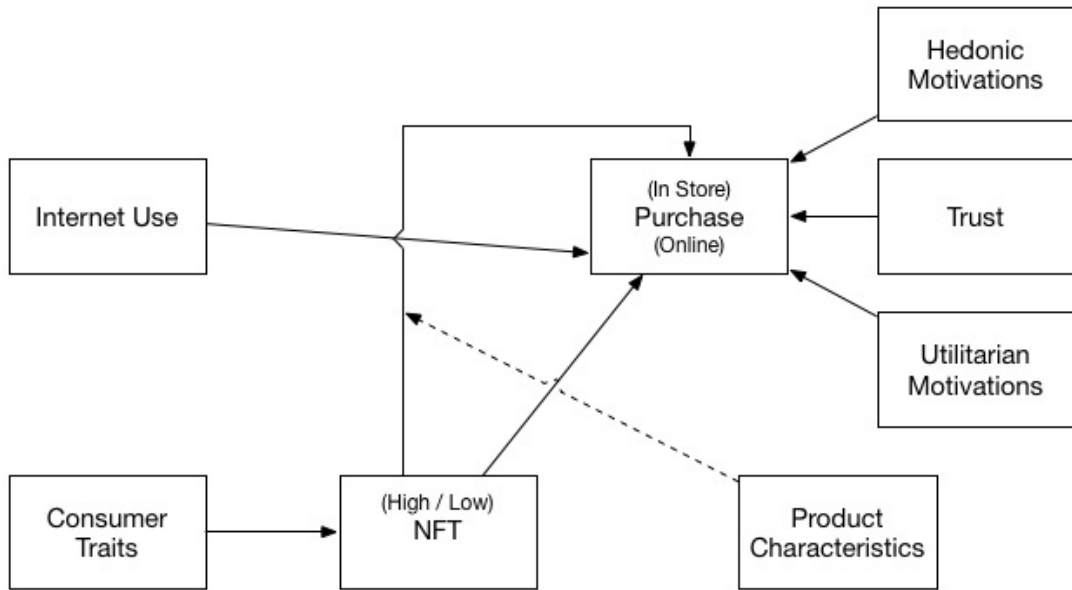 Hedonic
Motivations
Internet Use
(In Store)
Purchase
(Online)
Trust
Utilitarian
Motivations
Consumer
Traits
(High / Low)
NFT
Product
Characteristics